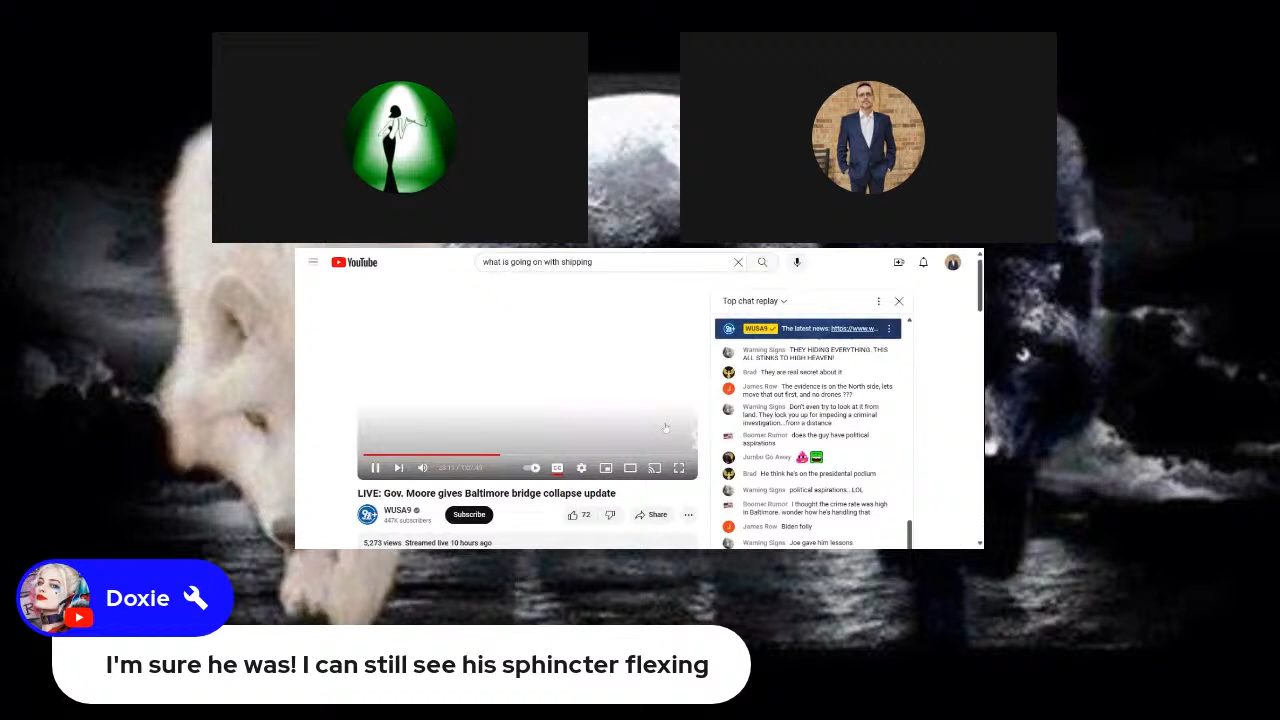 YouTube
what is going on with shipping
Top chat replay
WUSA9 The latest news: https://www.w...
Warning Signs THEY HIDING EVERYTHING. THIS
ALL STINKS TO HIGH HEAVEN!
Brad They are real secret about it
James Row The evidence is on the North side, lets
move that out first, and no drones ???
Warning Signs Don't even try to look at it from
land. They lock you up for impeding a criminal
investigation...from a distance
Boomer Rumor does the guy have political
aspirations
Jumbo Go Away
Brad He think he's on the presidential podium
Warning Signs political aspirations...LOL
Boomer Rumor I thought the crime rate was high
in Baltimore. wonder how he's handling that
James Row Biden folly
Warning Signs Joe gave him lessons
CC
LIVE: Gov. Moore gives Baltimore bridge collapse update
WUSA9
447K subscribers
Subscribe
72
Share
5,273 views Streamed live 10 hours ago
Doxie
I'm sure he was! I can still see his sphincter flexing